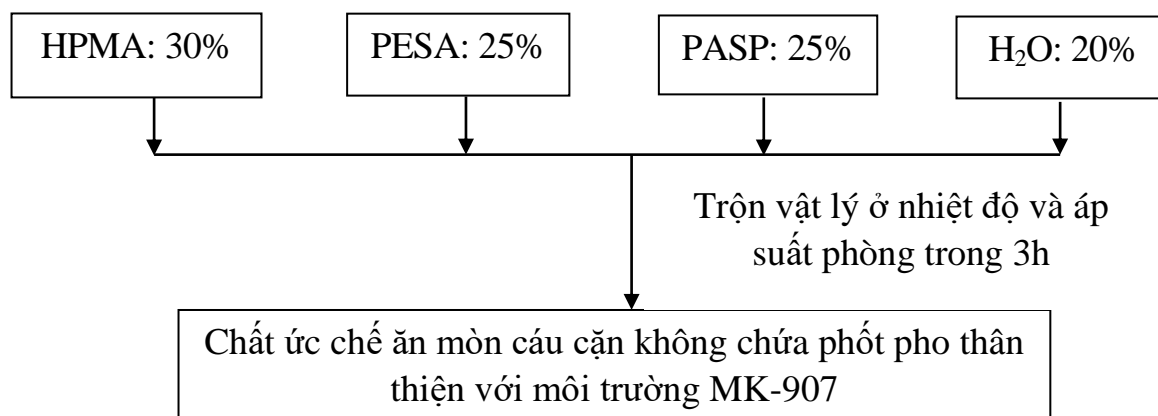 HPMA: 30%
PESA: 25%
PASP: 25%
H₂O: 20%
Trộn vật lý ở nhiệt độ và áp
suất phòng trong 3h
Chất ức chế ăn mòn cáu cặn không chứa phốt pho thân
thiện với môi trường MK-907